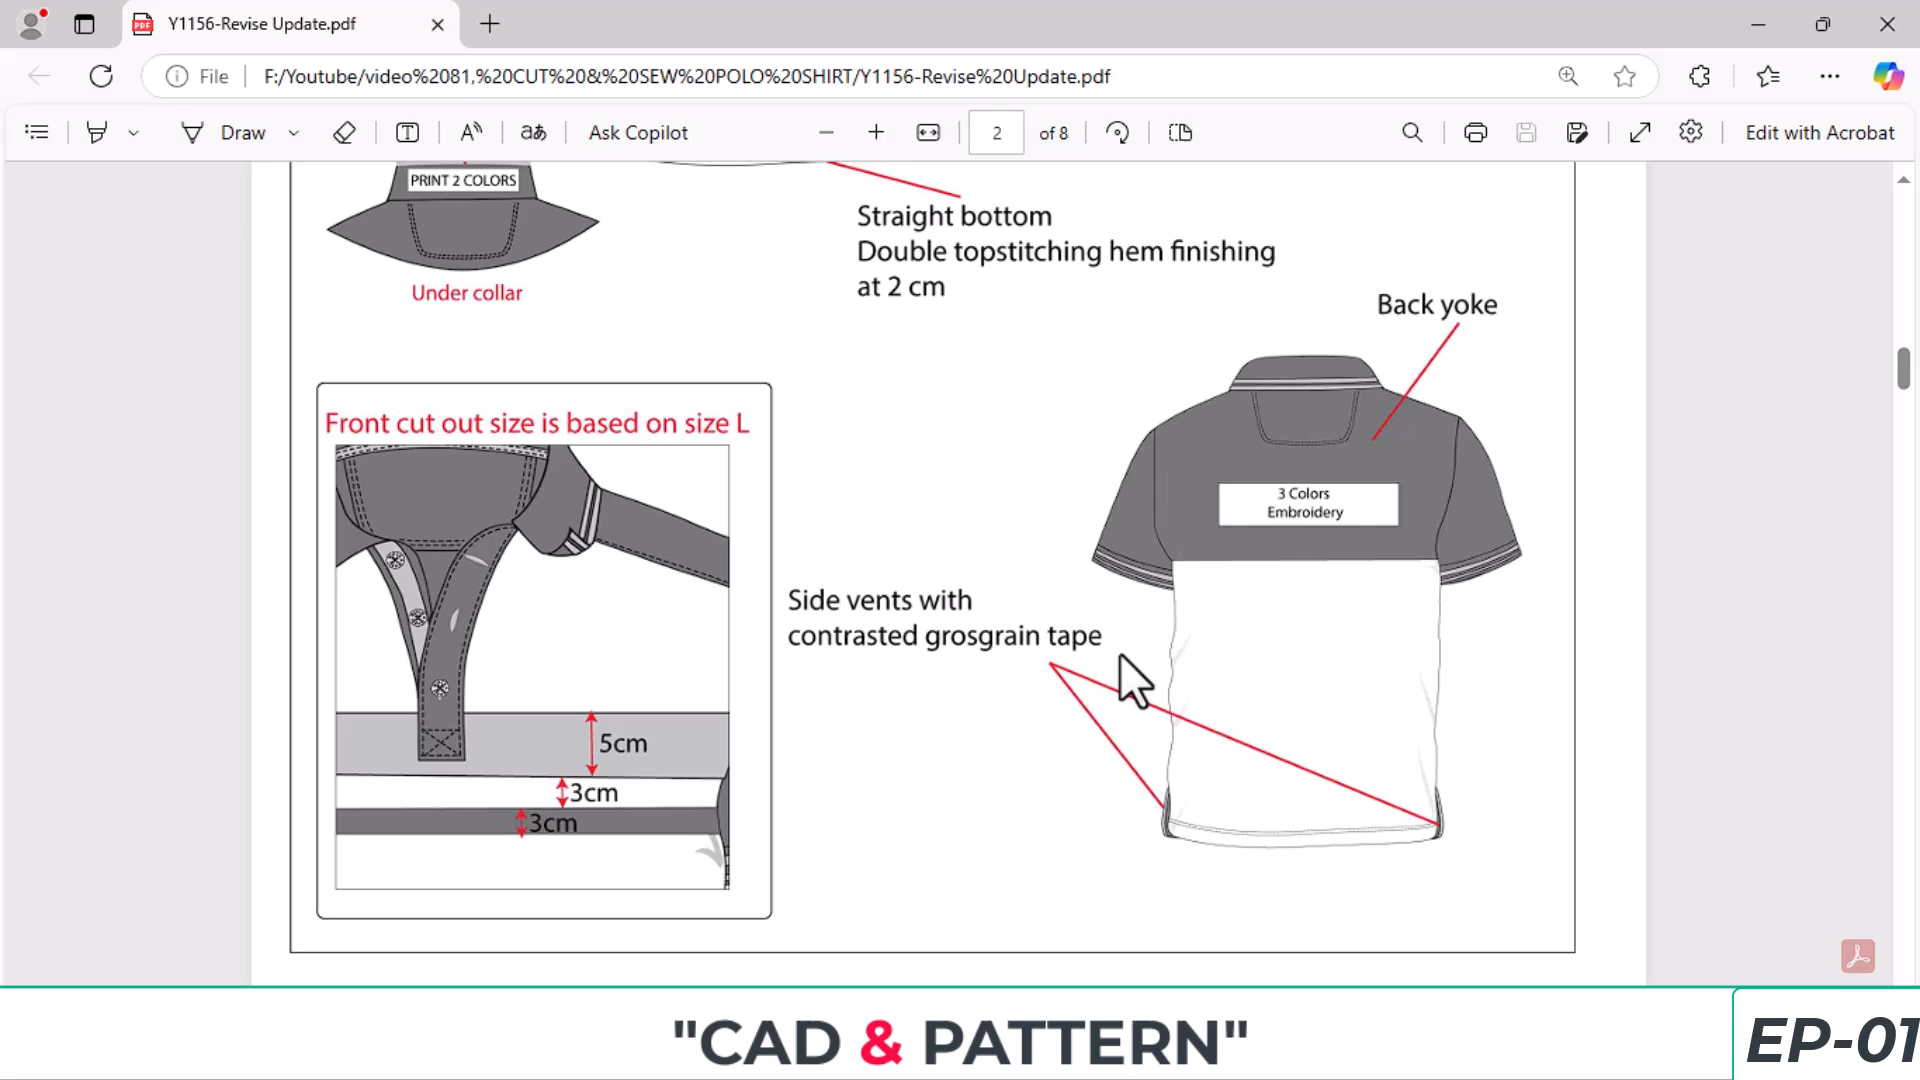 Y1156-Revise Update.pdf
File
F:/Youtube/video%2081,%20CUT%20&%20SEW%20POLO%20SHIRT/Y1156-Revise%20Update.pdf
Draw
Ask Copilot
2
of 8
Edit with Acrobat
PRINT 2 COLORS
Under collar
Straight bottom
Double topstitching hem finishing
at 2 cm
Back yoke
Front cut out size is based on size L
3 Colors
Embroidery
Side vents with
contrasted grosgrain tape
5cm
3cm
3cm
"CAD & PATTERN"
EP-01